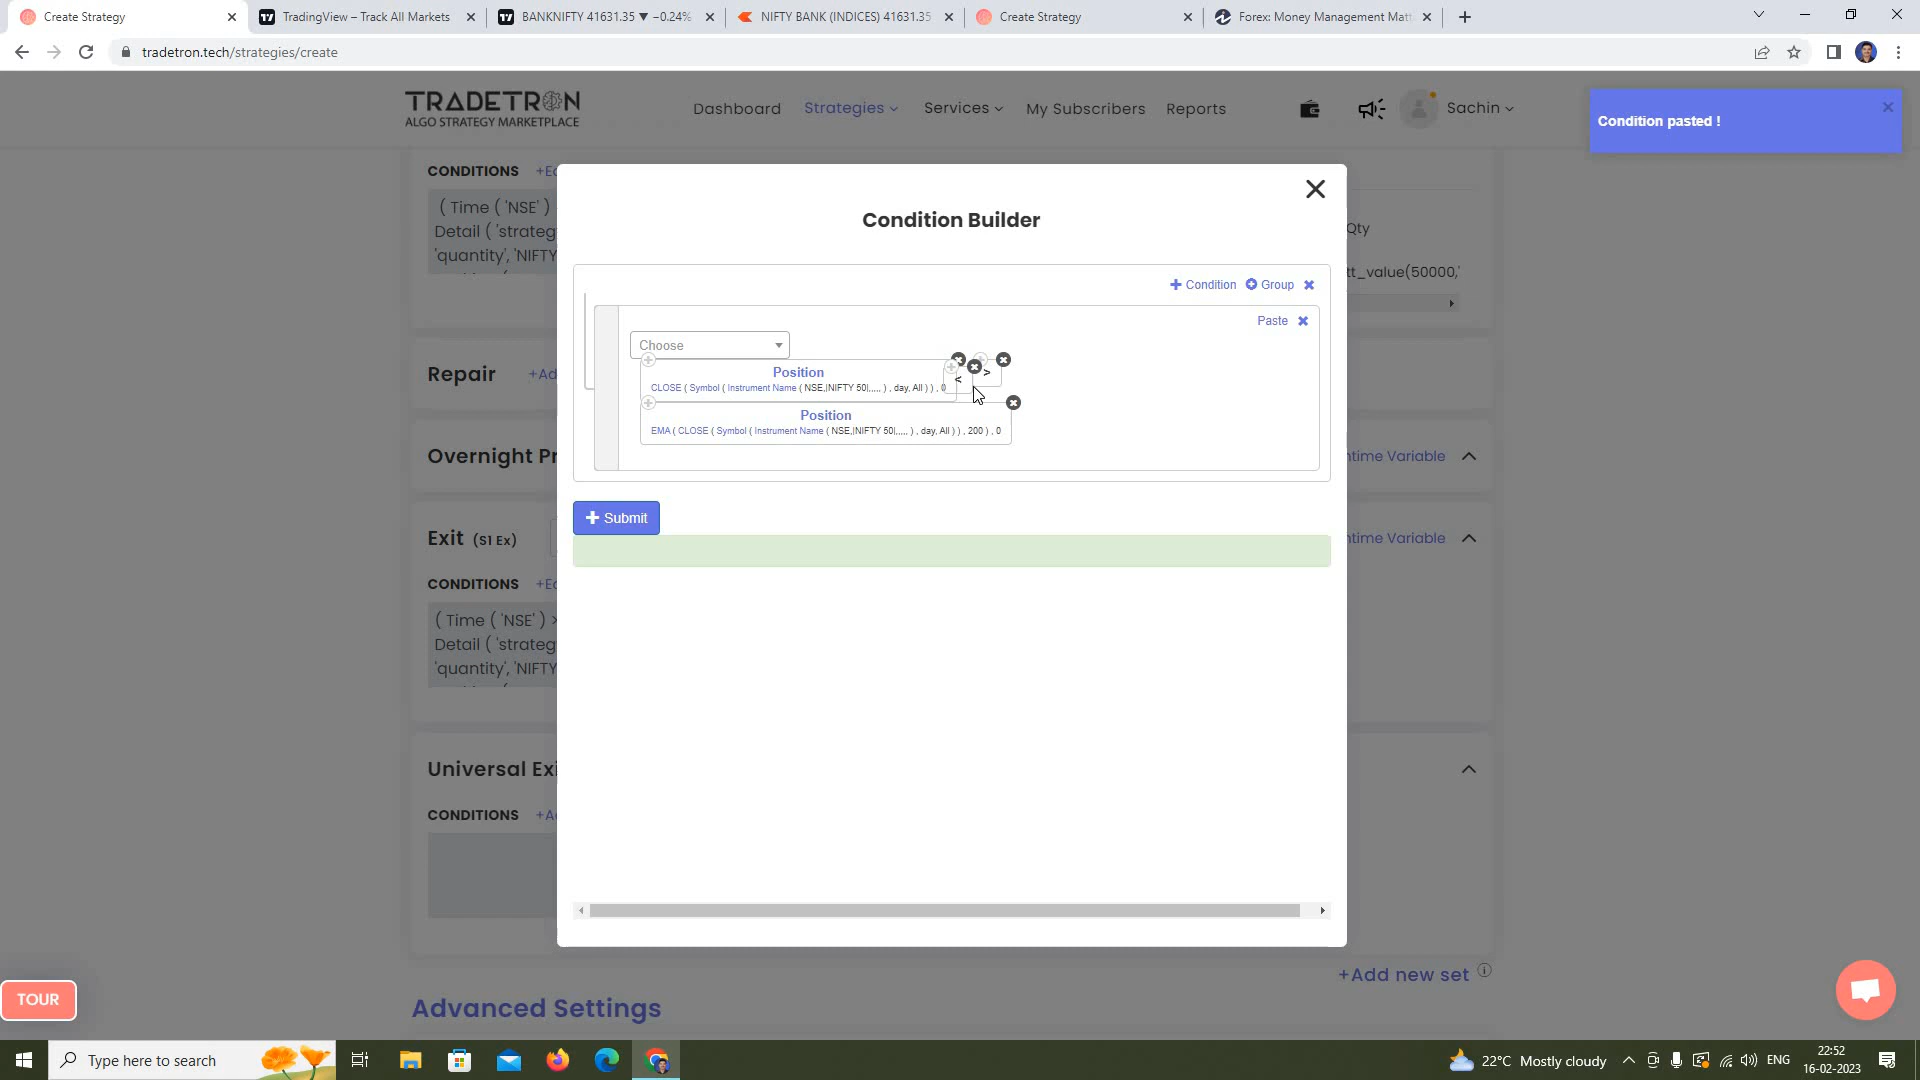 Create Strategy
TradingView – Track All Markets
BANKNIFTY 41631.35 ▼ −0.24%
NIFTY BANK (INDICES) 41631.35
Create Strategy
Forex: Money Management Matt
tradetron.tech/strategies/create
TRADETRON
ALGO STRATEGY MARKETPLACE
Dashboard
Strategies
Services
My Subscribers
Reports
Sachin
Condition pasted !
CONDITIONS
( Time ( 'NSE' )
Detail ( 'strateg
'quantity', 'NIFTY
Qty
tt_value(50000,'
Condition Builder
Condition
Group
Paste
Choose
Position
CLOSE ( Symbol ( Instrument Name ( NSE,|NIFTY 50|,,,,, ) , day, All ) ) , 0
<
>
Position
EMA ( CLOSE ( Symbol ( Instrument Name ( NSE,|NIFTY 50|,,,,, ) , day, All ) ) , 200 ) , 0
+ Submit
Repair
+Ad
Overnight Pr
ntime Variable
Exit (S1 Ex)
ntime Variable
CONDITIONS
( Time ( 'NSE' ) >
Detail ( 'strateg
'quantity', 'NIFTY
Universal Exi
CONDITIONS
+Add new set
TOUR
Advanced Settings
Type here to search
22°C Mostly cloudy
ENG
22:52
16-02-2023